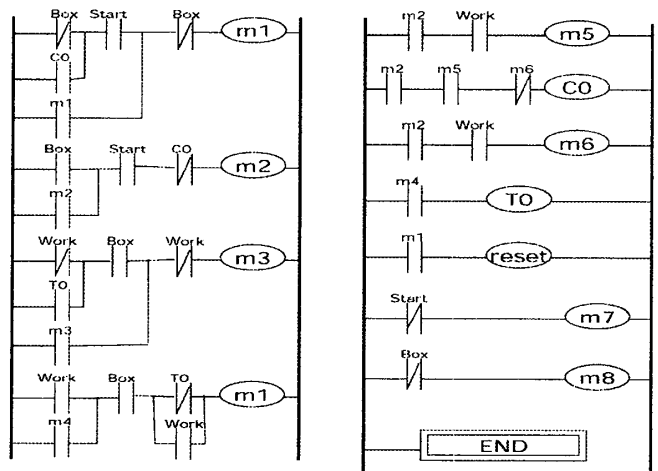 Box Start Box m1
C0
m1
Box Start C0 m2
m2
Work Box Work m3
T0
m3
Work Box T0 m1
m4 Work
m2 Work m5
m2 m5 m6 C0
m2 Work m6
m4 T0
m1 reset
Start m7
Box m8
END